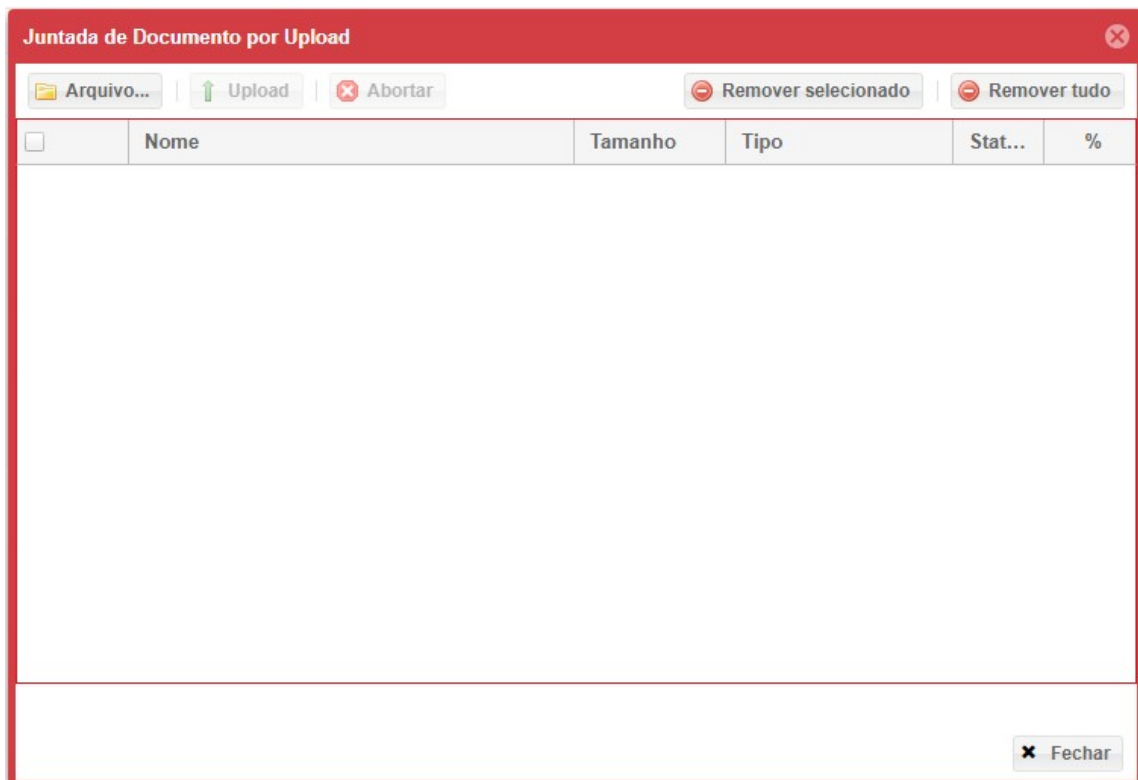 Juntada de Documento por Upload
Arquivo... Upload Abortar Remover selecionado Remover tudo
Nome Tamanho Tipo Stat... %
Fechar